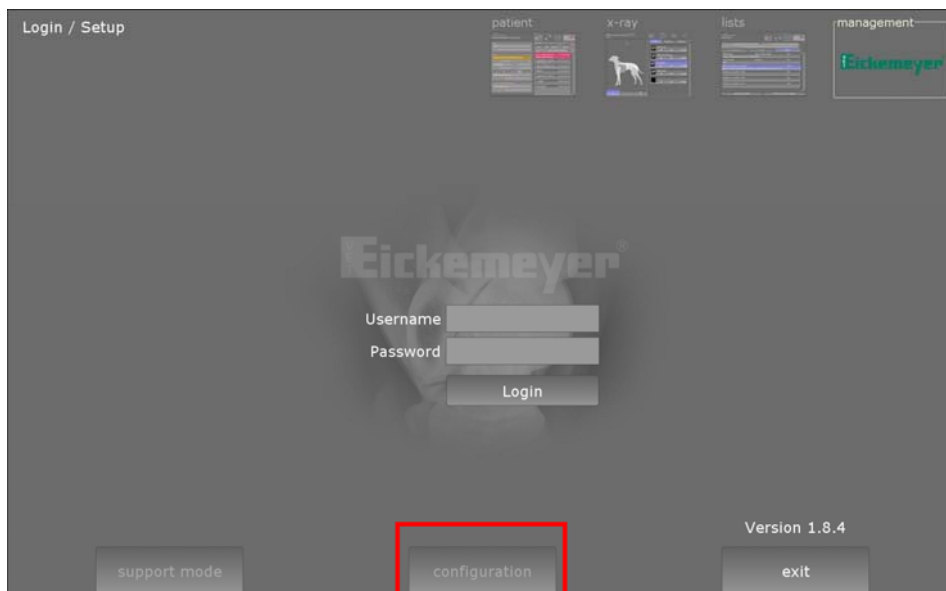 Login / Setup
patient
x-ray
lists
management
Eickemeyer
Eickemeyer®
Username
Password
Login
Version 1.8.4
support mode
configuration
exit